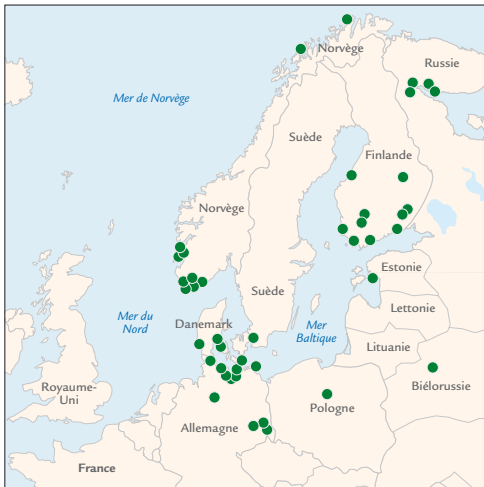 Norvège
Russie
Mer de Norvège
Suède
Finlande
Norvège
Estonie
Suède
Lettonie
Mer du
Nord
Danemark
Mer
Baltique
Lituanie
Biélorussie
Royaume-
Uni
Pologne
Allemagne
France